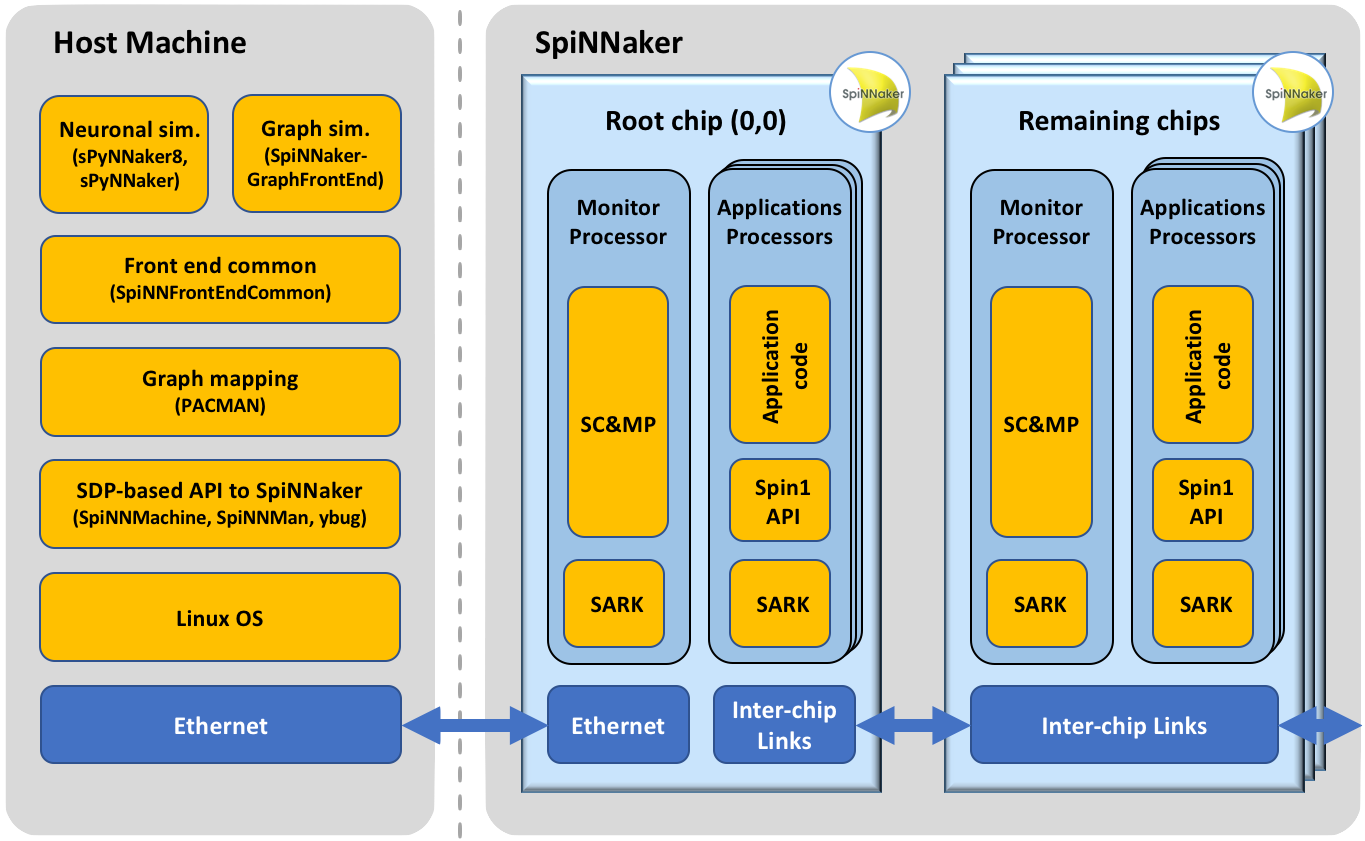 Host Machine
Neuronal sim.
(sPyNNaker8,
sPyNNaker)
Graph sim.
(SpiNNaker-
GraphFrontEnd)
Front end common
(SpiNNFrontEndCommon)
Graph mapping
(PACMAN)
SDP-based API to SpiNNaker
(SpiNNMachine, SpiNNMan, ybug)
Linux OS
Ethernet
SpiNNaker
SpiNNaker
Root chip (0,0)
Monitor
Processor
SC&MP
SARK
Applications
Processors
Application
code
Spin1
API
SARK
Ethernet
Inter-chip
Links
SpiNNaker
Remaining chips
Monitor
Processor
SC&MP
SARK
Applications
Processors
Application
code
Spin1
API
SARK
Inter-chip Links